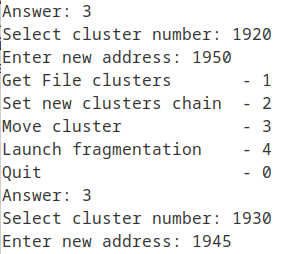 Answer: 3
Select cluster number: 1920
Enter new address: 1950
Get File clusters       - 1
Set new clusters chain  - 2
Move cluster            - 3
Launch fragmentation    - 4
Quit                    - 0
Answer: 3
Select cluster number: 1930
Enter new address: 1945